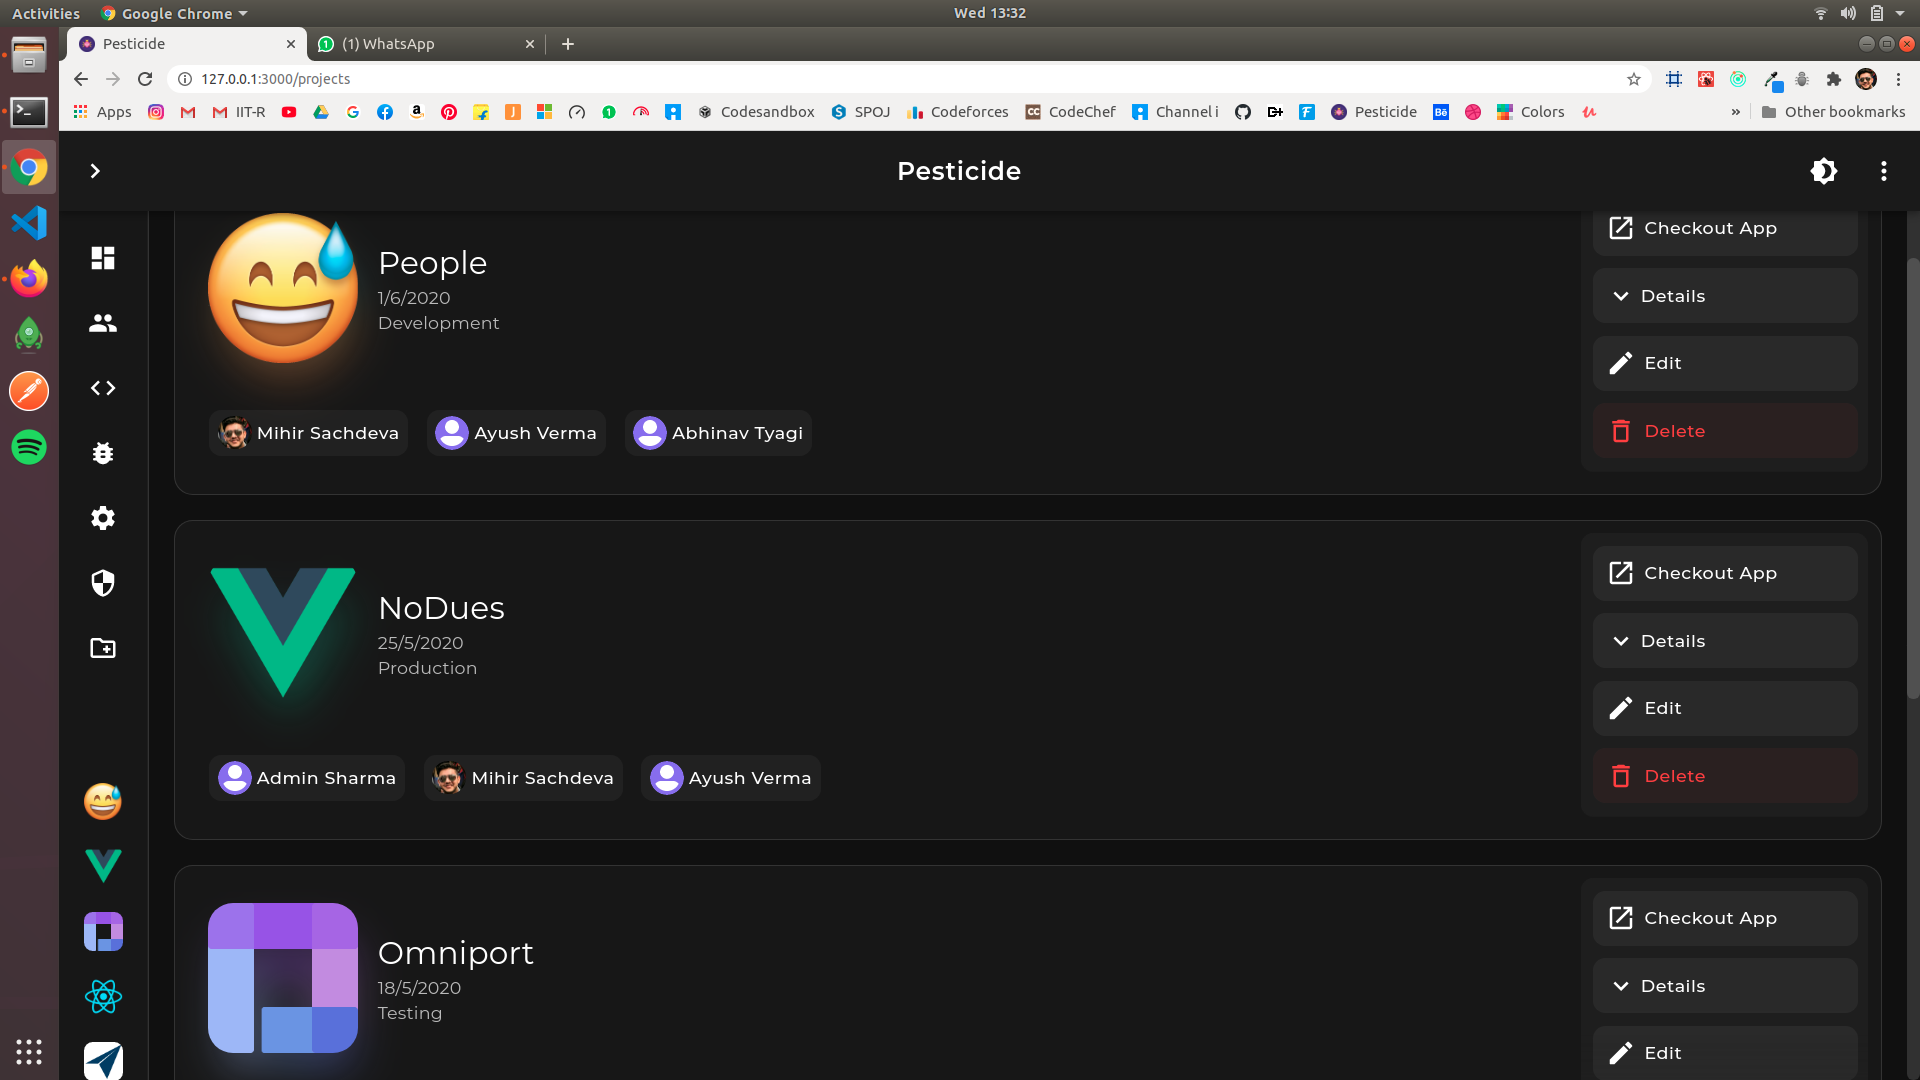 Activities Google Chrome Wed 13:32
Pesticide (1) WhatsApp
127.0.0.1:3000/projects
Apps IIT-R Codesandbox SPOJ Codeforces CodeChef Channel i Pesticide Colors » Other bookmarks
Pesticide
People
1/6/2020
Development
Mihir Sachdeva Ayush Verma Abhinav Tyagi
Checkout App
Details
Edit
Delete
NoDues
25/5/2020
Production
Admin Sharma Mihir Sachdeva Ayush Verma
Checkout App
Details
Edit
Delete
Omniport
18/5/2020
Testing
Checkout App
Details
Edit